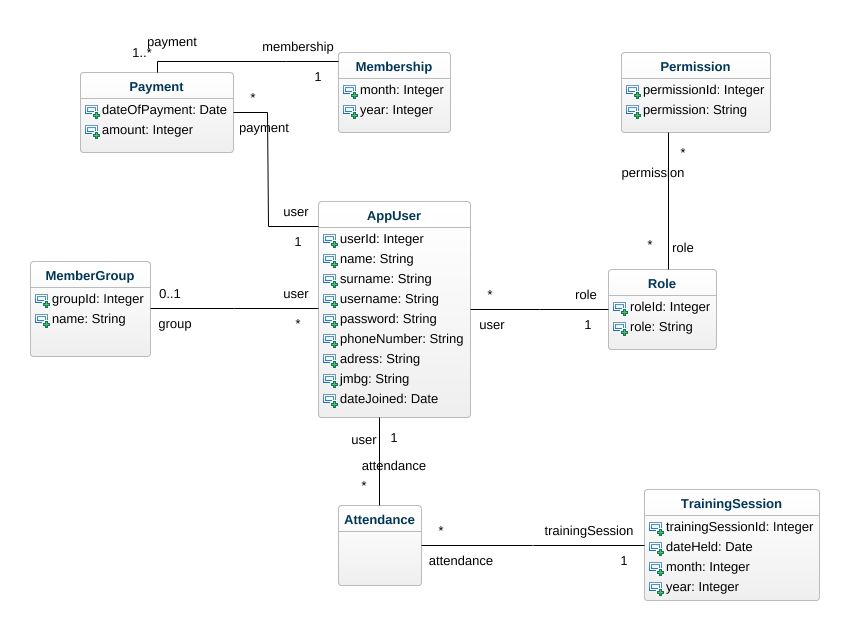 payment
1..*
membership
1
Payment
dateOfPayment: Date
amount: Integer
Membership
month: Integer
year: Integer
Permission
permissionId: Integer
permission: String
*
payment
user
1
*
permission
*
role
AppUser
userId: Integer
name: String
surname: String
username: String
password: String
phoneNumber: String
adress: String
jmbg: String
dateJoined: Date
MemberGroup
groupId: Integer
name: String
0..1
group
user
*
*
user
role
1
Role
roleId: Integer
role: String
user
1
attendance
*
Attendance
*
attendance
trainingSession
1
TrainingSession
trainingSessionId: Integer
dateHeld: Date
month: Integer
year: Integer